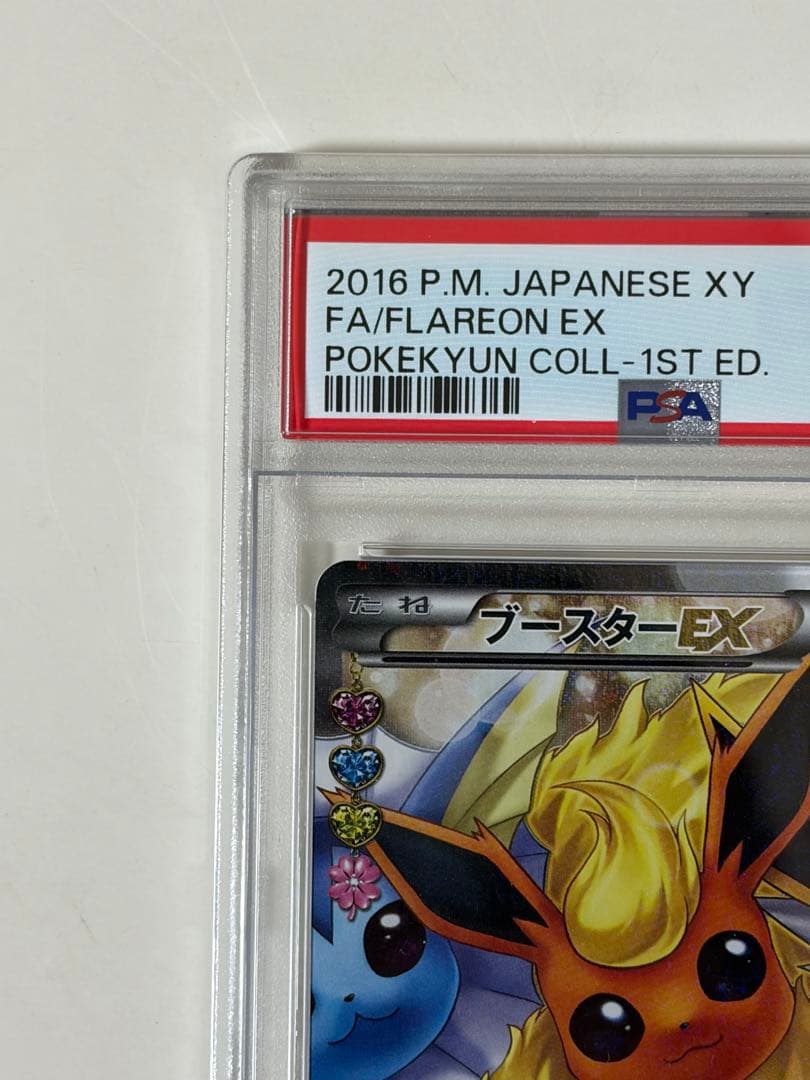 2016 P.M. JAPANESE XY
FA/FLAREON EX
POKEKYUN COLL-1ST ED.
PSA
たね
ブースターEX